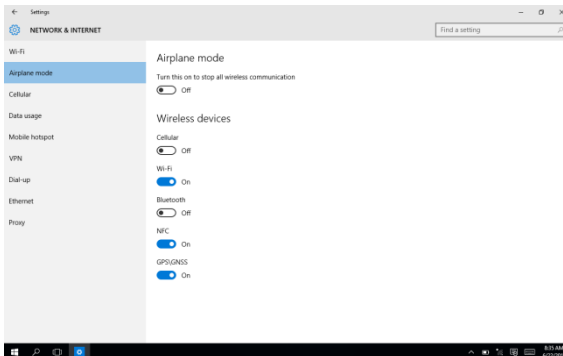 Settings
NETWORK & INTERNET
Find a setting
Wi-Fi
Airplane mode
Cellular
Data usage
Mobile hotspot
VPN
Dial-up
Ethernet
Proxy
Airplane mode
Turn this on to stop all wireless communication
Off
Wireless devices
Cellular
Off
Wi-Fi
On
Bluetooth
Off
NFC
On
GPS\GNSS
On
8:35 AM